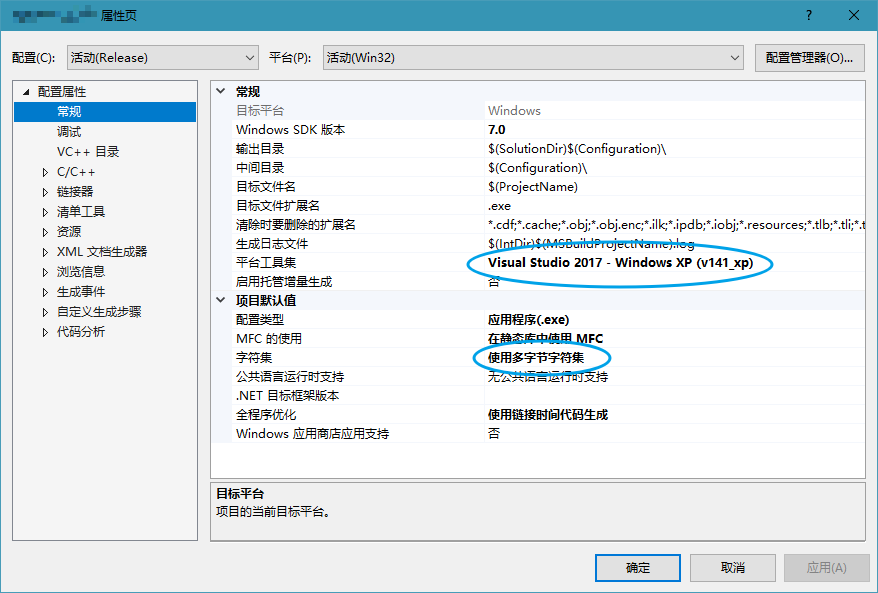 属性页
?
配置(C):
活动(Release)
平台(P):
活动(Win32)
配置管理器(O)...
配置属性
常规
调试
VC++ 目录
C/C++
链接器
清单工具
资源
XML 文档生成器
浏览信息
生成事件
自定义生成步骤
代码分析
常规
目标平台 Windows
Windows SDK 版本 7.0
输出目录 $(SolutionDir)$(Configuration)\
中间目录 $(Configuration)\
目标文件名 $(ProjectName)
目标文件扩展名 .exe
清除时要删除的扩展名 *.cdf;*.cache;*.obj;*.obj.enc;*.ilk;*.ipdb;*.iobj;*.resources;*.tlb;*.tli;*.t
生成日志文件 $(IntDir)$(MSBuildProjectName).log
平台工具集 Visual Studio 2017 - Windows XP (v141_xp)
启用托管增量生成 否
项目默认值
配置类型 应用程序(.exe)
MFC 的使用 在静态库中使用 MFC
字符集 使用多字节字符集
公共语言运行时支持 无公共语言运行时支持
.NET 目标框架版本
全程序优化 使用链接时间代码生成
Windows 应用商店应用支持 否
目标平台
项目的当前目标平台。
确定
取消
应用(A)